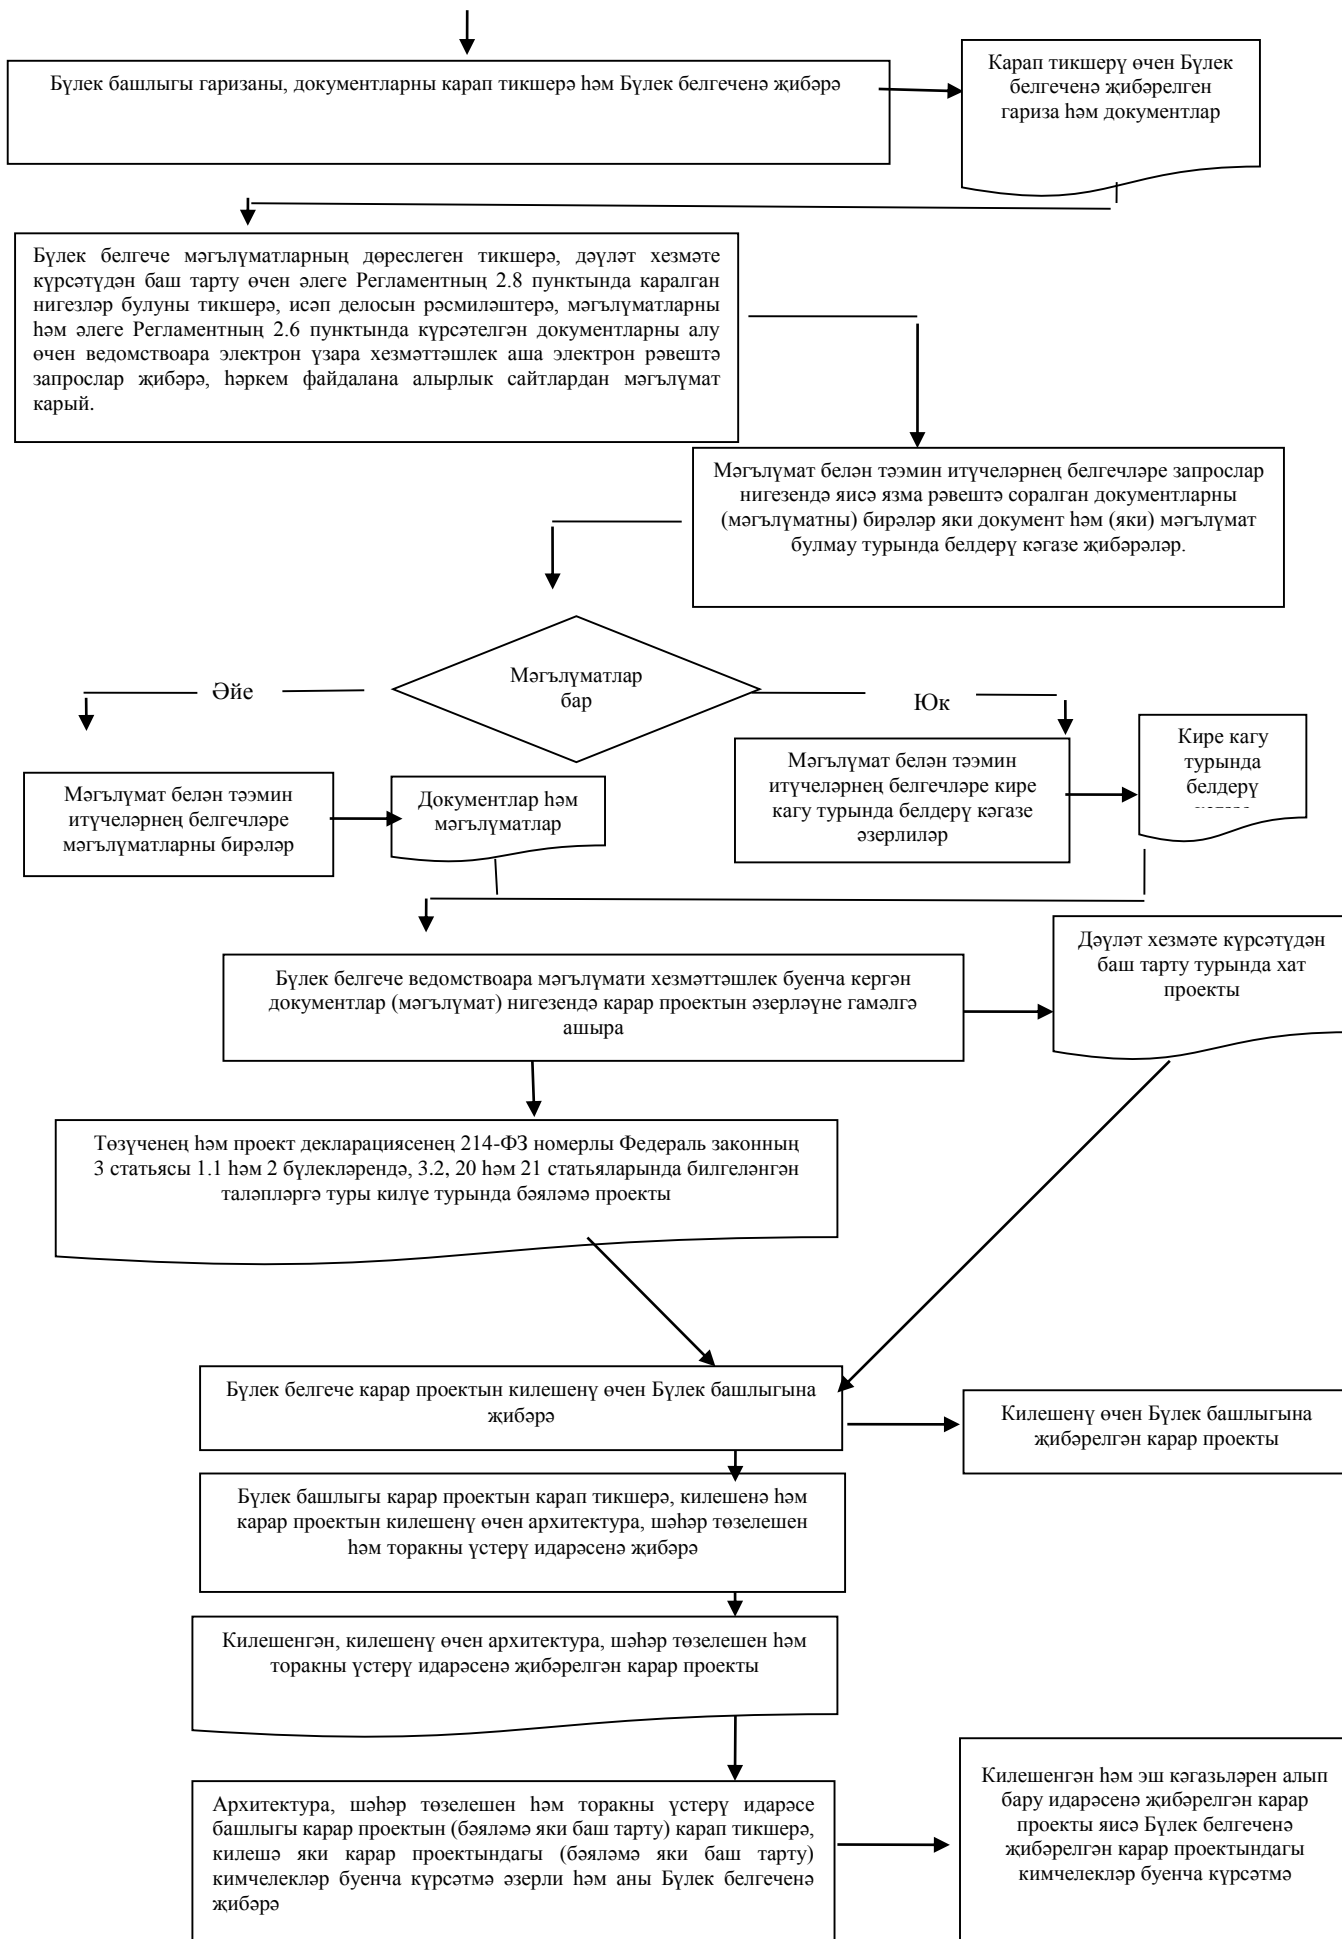 Бүлек башлыгы гаризаны, документларны карап тикшерә һәм Бүлек белгеченә җибәрә
Карап тикшерү өчен Бүлек
белгеченә җибәрелген
гариза һәм документлар
Бүлек белгече мәгълүматларның дөреслеген тикшерә, дәүләт хезмәте
күрсәтүдән баш тарту өчен әлеге Регламентның 2.8 пунктында каралган
нигезләр булуны тикшерә, исәп делосын рәсмиләштерә, мәгълүматларны
һәм әлеге Регламентның 2.6 пунктында күрсәтелгән документларны алу
өчен ведомствоара электрон үзара хезмәттәшлек аша электрон рәвештә
запрослар җибәрә, һәркем файдалана алырлык сайтлардан мәгълүмат
карый.
Мәгълүмат белән тәэмин итүчеләрнең белгечләре запрослар
нигезендә яисә язма рәвештә соралган документларны
(мәгълүматны) бирәләр яки документ һәм (яки) мәгълүмат
булмау турында белдерү кәгазе җибәрәләр.
Мәгълүматлар
бар
Әйе
Юк
Мәгълүмат белән тәэмин
итүчеләрнең белгечләре
мәгълүматларны бирәләр
Документлар һәм
мәгълүматлар
Мәгълүмат белән тәэмин
итүчеләрнең белгечләре кире
кагу турында белдерү кәгазе
әзерлиләр
Кире кагу
турында
белдерү
Бүлек белгече ведомствоара мәгълүмати хезмәттәшлек буенча кергән
документлар (мәгълүмат) нигезендә карар проектын әзерләүне гамәлгә
ашыра
Дәүләт хезмәте күрсәтүдән
баш тарту турында хат
проекты
Төзүченең һәм проект декларациясенең 214-ФЗ номерлы Федераль законның
3 статьясы 1.1 һәм 2 бүлекләрендә, 3.2, 20 һәм 21 статьяларында билгеләнгән
таләпләргә туры килүе турында бәяләмә проекты
Бүлек белгече карар проектын килешенү өчен Бүлек башлыгына
җибәрә
Килешенү өчен Бүлек башлыгына
җибәрелгән карар проекты
Бүлек башлыгы карар проектын карап тикшерә, килешенә һәм
карар проектын килешенү өчен архитектура, шәһәр төзелешен
һәм торакны үстерү идарәсенә җибәрә
Килешенгән, килешенү өчен архитектура, шәһәр төзелешен һәм
торакны үстерү идарәсенә җибәрелгән карар проекты
Архитектура, шәһәр төзелешен һәм торакны үстерү идарәсе
башлыгы карар проектын (бәяләмә яки баш тарту) карап тикшерә,
килешә яки карар проектындагы (бәяләмә яки баш тарту)
кимчелекләр буенча күрсәтмә әзерли һәм аны Бүлек белгеченә
җибәрә
Килешенгән һәм эш кәгазьләрен алып
бару идарәсенә җибәрелгән карар
проекты яисә Бүлек белгеченә
җибәрелгән карар проектындагы
кимчелекләр буенча күрсәтмә